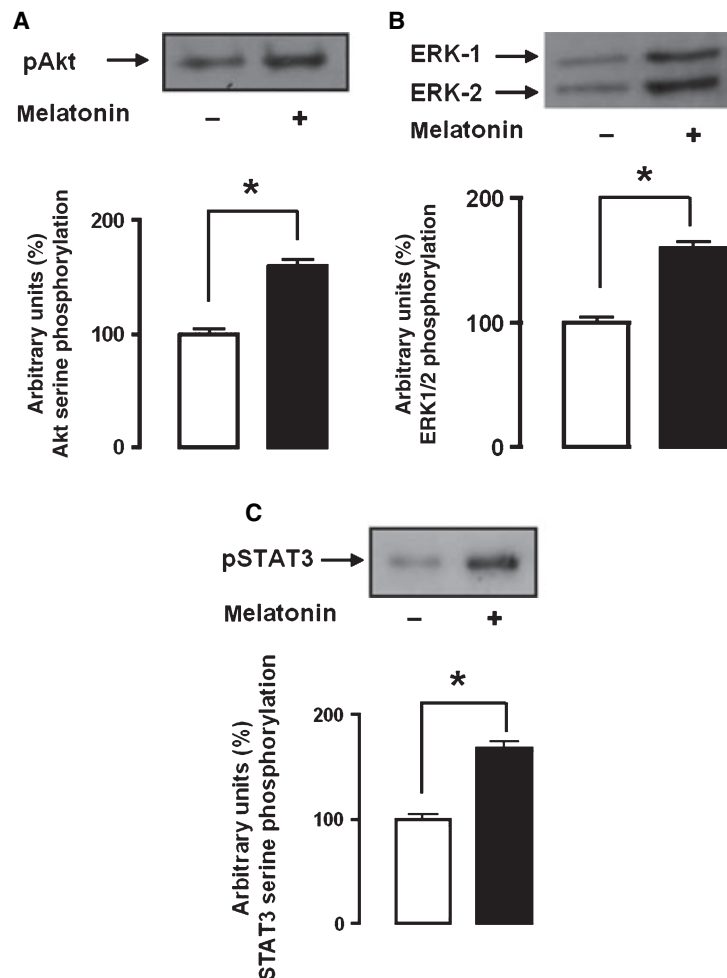 A
pAkt
Melatonin
– +
*
Arbitrary units (%)
Akt serine phosphorylation
200
100
0
B
ERK-1
ERK-2
Melatonin
– +
*
Arbitrary units (%)
ERK1/2 phosphorylation
200
100
0
C
pSTAT3
Melatonin
– +
*
Arbitrary units (%)
STAT3 serine phosphorylation
200
100
0